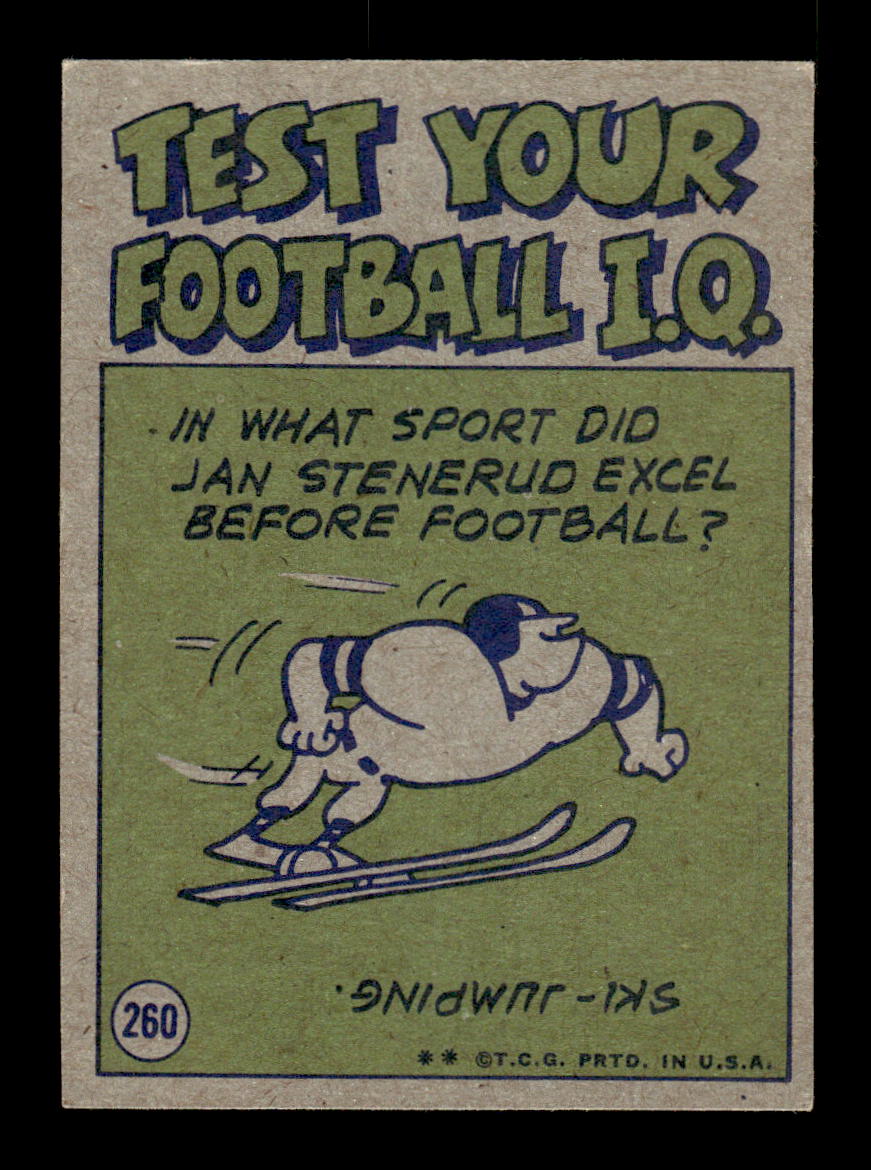 TEST YOUR
FOOTBALL I.Q.
IN WHAT SPORT DID
JAN STENERUD EXCEL
BEFORE FOOTBALL?
SKI-JUMPING.
260
** ©T.C.G. PRTD. IN U.S.A.